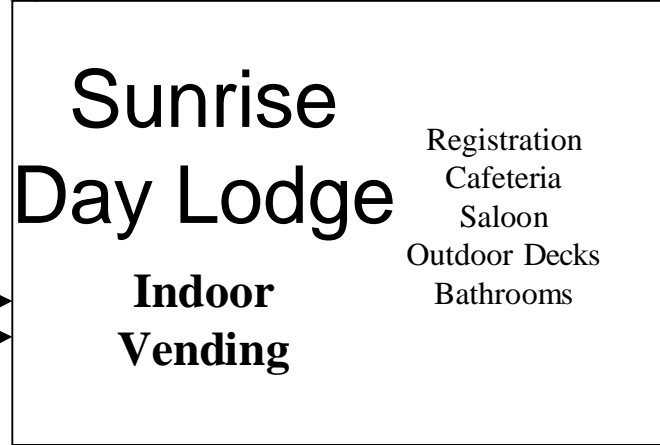 Sunrise
Day Lodge
Indoor
Vending
Registration
Cafeteria
Saloon
Outdoor Decks
Bathrooms